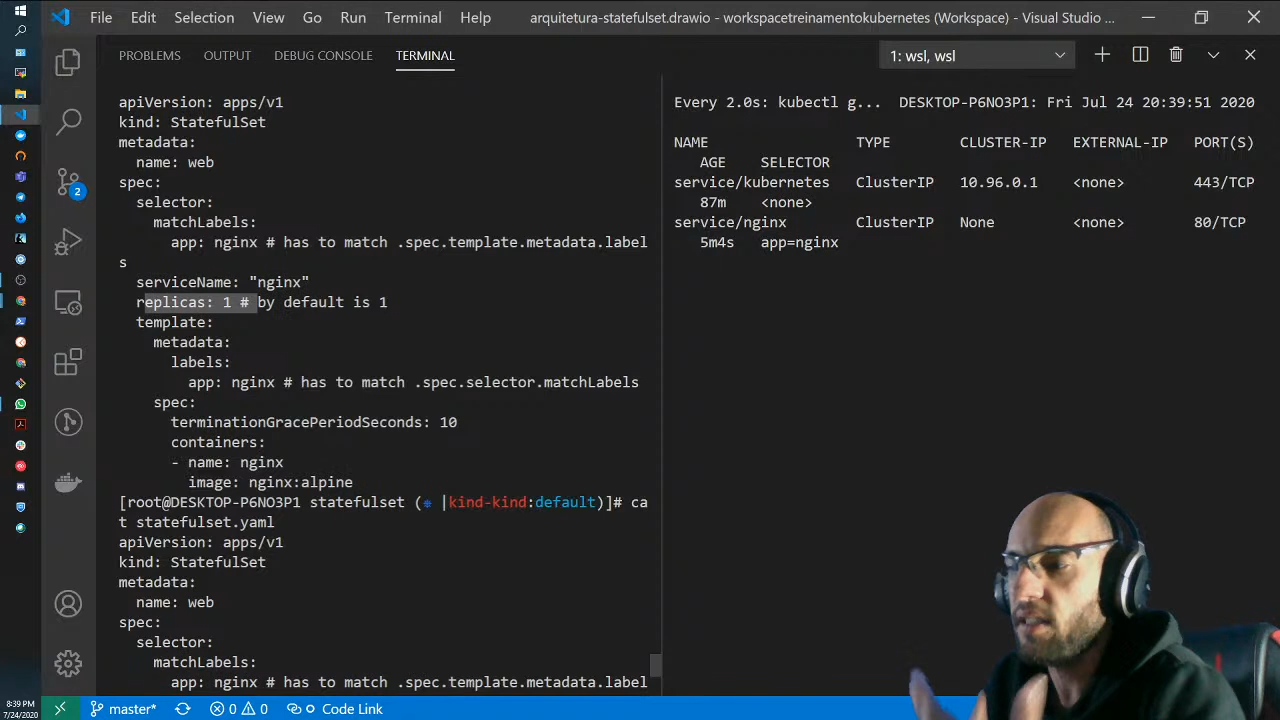 File Edit Selection View Go Run Terminal Help arquitetura-statefulset.drawio - workspacetreinamentokubernetes (Workspace) - Visual Studio ...
PROBLEMS OUTPUT DEBUG CONSOLE TERMINAL 1: wsl, wsl
apiVersion: apps/v1
kind: StatefulSet
metadata:
  name: web
spec:
  selector:
    matchLabels:
      app: nginx # has to match .spec.template.metadata.label
s
  serviceName: "nginx"
  replicas: 1 # by default is 1
  template:
    metadata:
      labels:
        app: nginx # has to match .spec.selector.matchLabels
    spec:
      terminationGracePeriodSeconds: 10
      containers:
      - name: nginx
        image: nginx:alpine
[root@DESKTOP-P6NO3P1 statefulset (⎈ |kind-kind:default)]# ca
t statefulset.yaml
apiVersion: apps/v1
kind: StatefulSet
metadata:
  name: web
spec:
  selector:
    matchLabels:
      app: nginx # has to match .spec.template.metadata.label
Every 2.0s: kubectl g... DESKTOP-P6NO3P1: Fri Jul 24 20:39:51 2020
NAME TYPE CLUSTER-IP EXTERNAL-IP PORT(S)
AGE SELECTOR
service/kubernetes ClusterIP 10.96.0.1 <none> 443/TCP
87m <none>
service/nginx ClusterIP None <none> 80/TCP
5m4s app=nginx
2
master* 0 0 Code Link
8:39 PM
7/24/2020